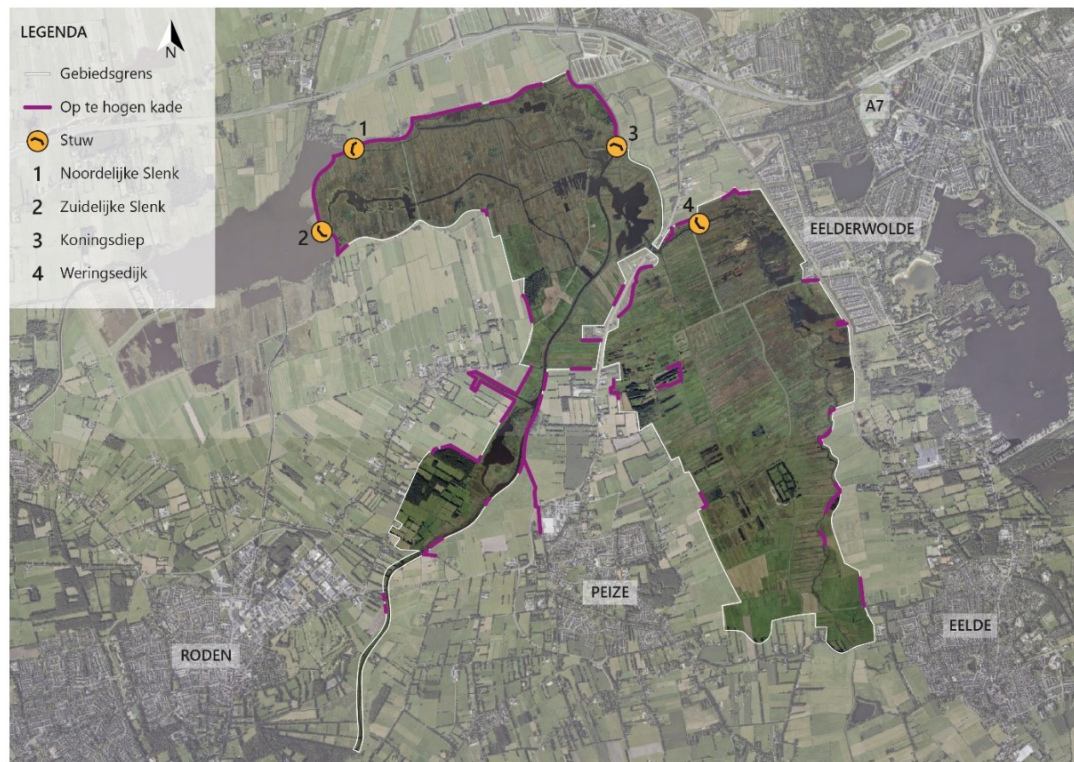 LEGENDA
N
Gebiedsgrens
Op te hogen kade
Stuw
1 Noordelijke Slenk
2 Zuidelijke Slenk
3 Koningsdiep
4 Weringsedijk
1
2
3
4
A7
EELDERWOLDE
PEIZE
RODEN
EELDE